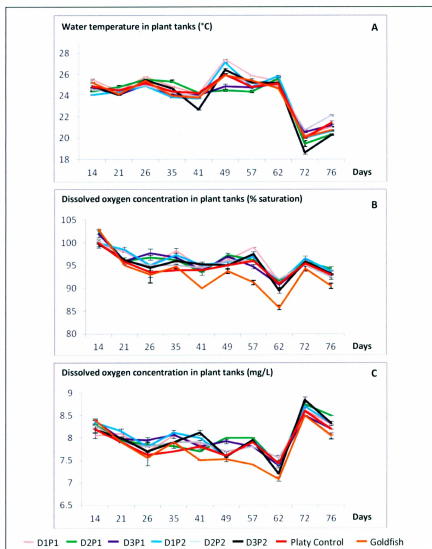 Water temperature in plant tanks (°C)
A
28
26
24
22
20
18
14 21 26 35 41 49 57 62 72 76 Days
Dissolved oxygen concentration in plant tanks (% saturation)
B
105
100
95
90
85
80
14 21 26 35 41 49 57 62 72 76 Days
Dissolved oxygen concentration in plant tanks (mg/L)
C
9
8.5
8
7.5
7
6.5
14 21 26 35 41 49 57 62 72 76 Days
D1P1 D2P1 D3P1 D1P2 D2P2 D3P2 Platy Control Goldfish